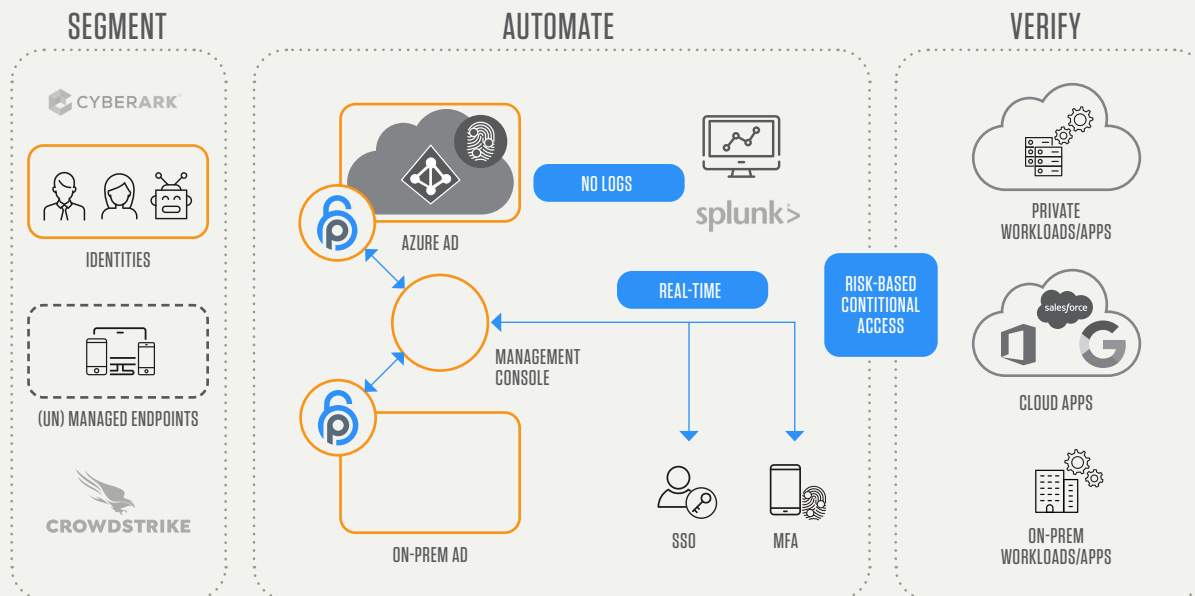 SEGMENT
CYBERARK
IDENTITIES
(UN) MANAGED ENDPOINTS
CROWDSTRIKE
AUTOMATE
AZURE AD
NO LOGS
splunk>
REAL-TIME
MANAGEMENT
CONSOLE
ON-PREM AD
SSO
MFA
RISK-BASED
CONTITIONAL
ACCESS
VERIFY
PRIVATE
WORKLOADS/APPS
salesforce
CLOUD APPS
ON-PREM
WORKLOADS/APPS